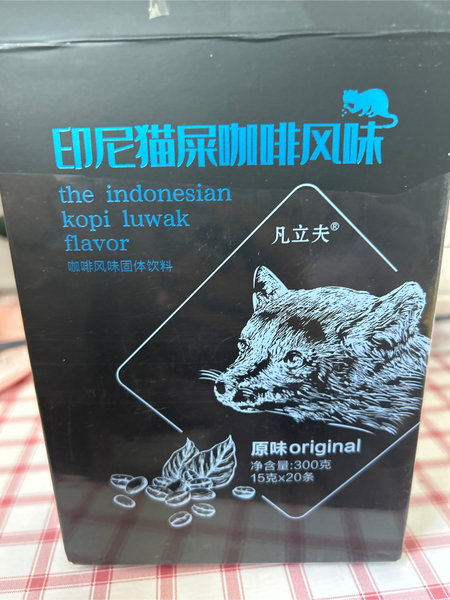 印尼猫屎咖啡风味
the indonesian
kopi luwak
flavor
咖啡风味固体饮料
凡立夫®
原味original
净含量:300克
15克x20条